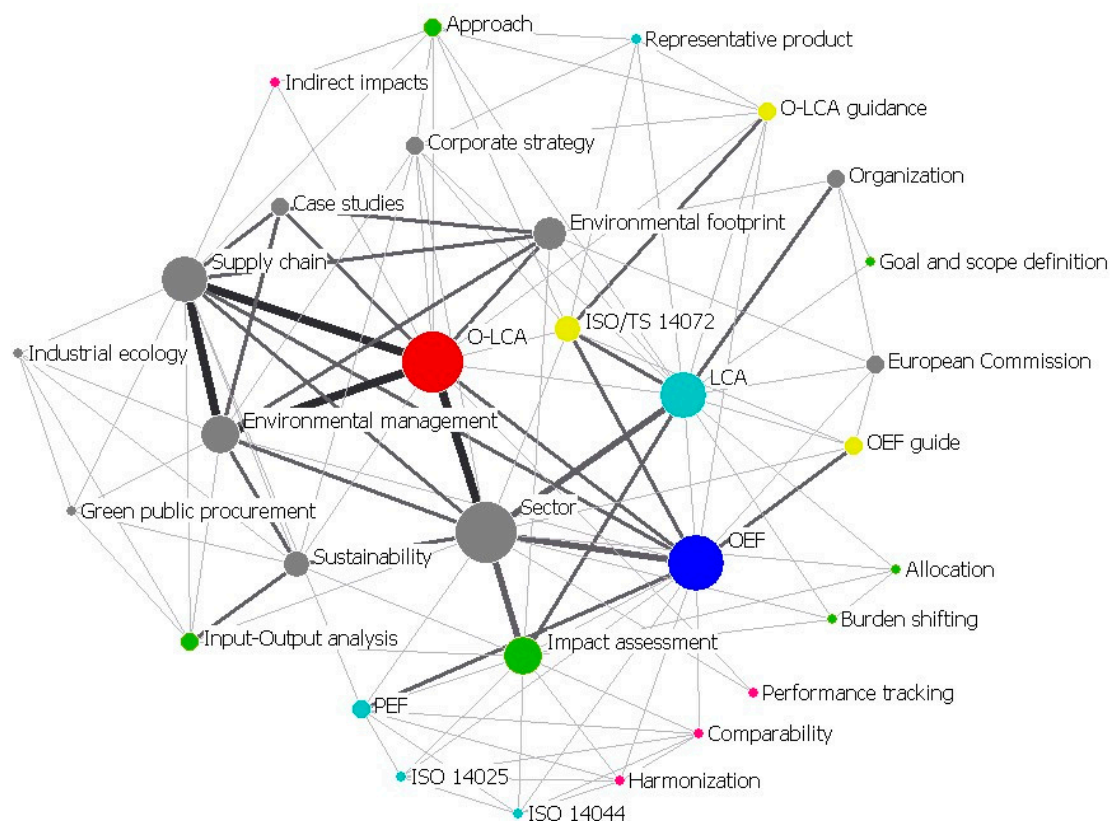 Approach
Representative product
Indirect impacts
O-LCA guidance
Corporate strategy
Organization
Case studies
Environmental footprint
Supply chain
Goal and scope definition
ISO/TS 14072
O-LCA
Industrial ecology
European Commission
LCA
Environmental management
OEF guide
Sector
Green public procurement
Sustainability
OEF
Allocation
Burden shifting
Input-Output analysis
Impact assessment
Performance tracking
PEF
Comparability
ISO 14025
Harmonization
ISO 14044